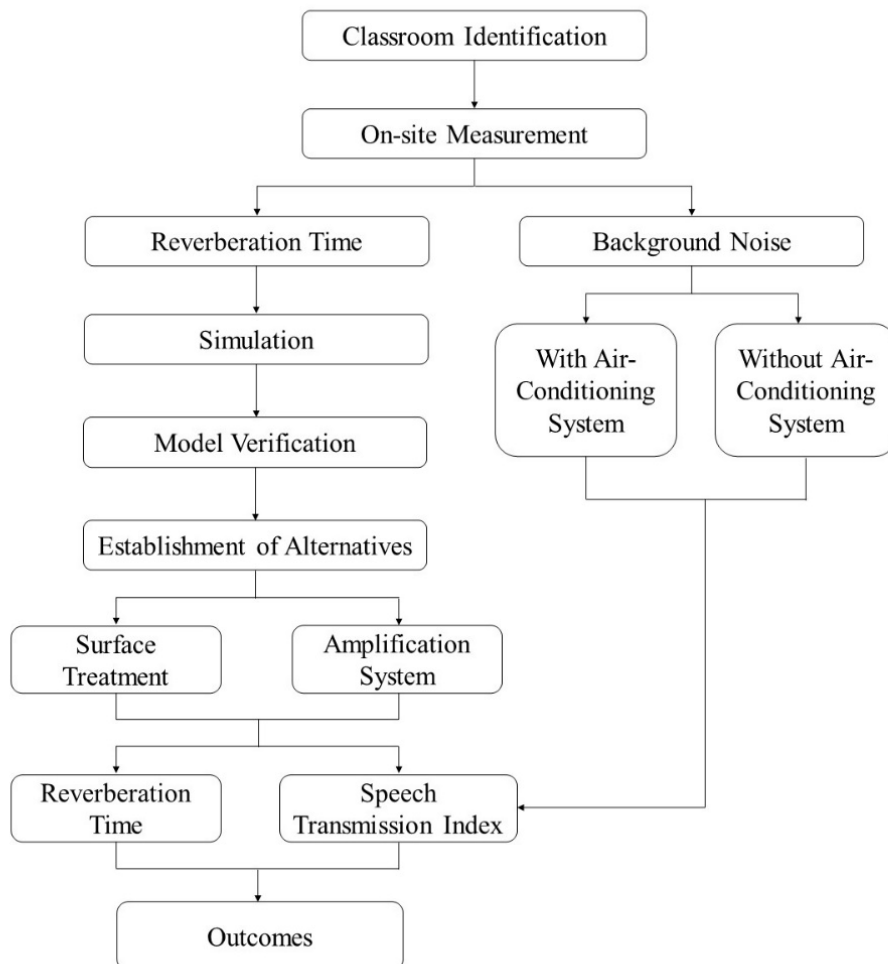 Classroom Identification
On-site Measurement
Reverberation Time
Background Noise
Simulation
With Air-
Conditioning
System
Without Air-
Conditioning
System
Model Verification
Establishment of Alternatives
Surface
Treatment
Amplification
System
Reverberation
Time
Speech
Transmission Index
Outcomes